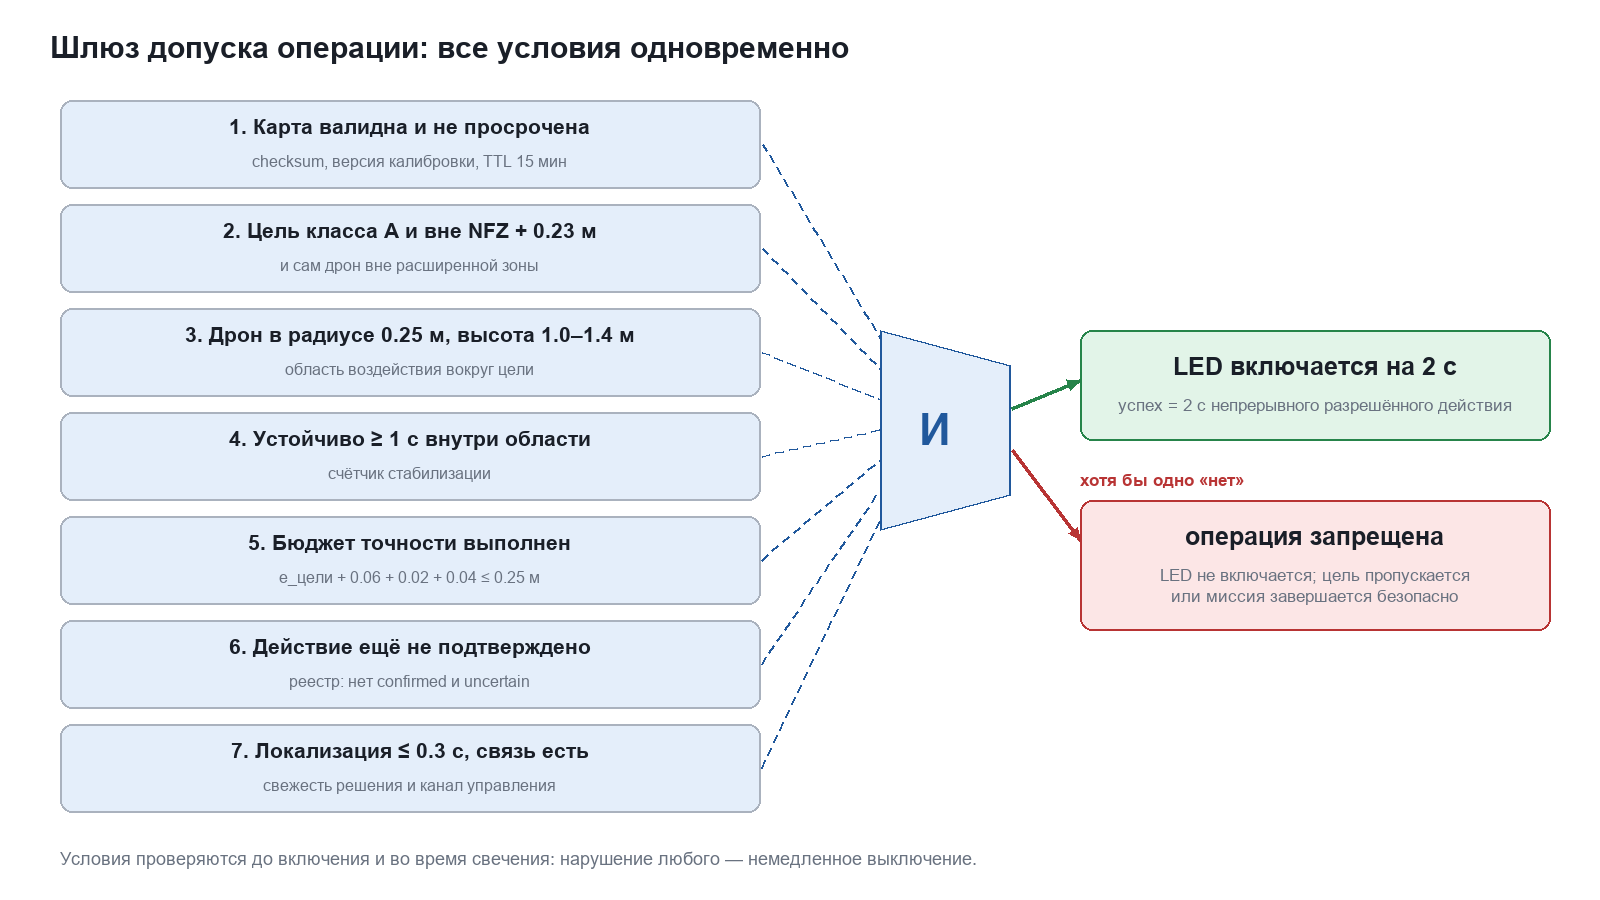 Шлюз допуска операции: все условия одновременно
1. Карта валидна и не просрочена
checksum, версия калибровки, TTL 15 мин
2. Цель класса A и вне NFZ + 0.23 м
и сам дрон вне расширенной зоны
3. Дрон в радиусе 0.25 м, высота 1.0–1.4 м
область воздействия вокруг цели
4. Устойчиво ≥ 1 с внутри области
счётчик стабилизации
5. Бюджет точности выполнен
e_цели + 0.06 + 0.02 + 0.04 ≤ 0.25 м
6. Действие ещё не подтверждено
реестр: нет confirmed и uncertain
7. Локализация ≤ 0.3 с, связь есть
свежесть решения и канал управления
И
LED включается на 2 с
успех = 2 с непрерывного разрешённого действия
хотя бы одно «нет»
операция запрещена
LED не включается; цель пропускается
или миссия завершается безопасно
Условия проверяются до включения и во время свечения: нарушение любого — немедленное выключение.